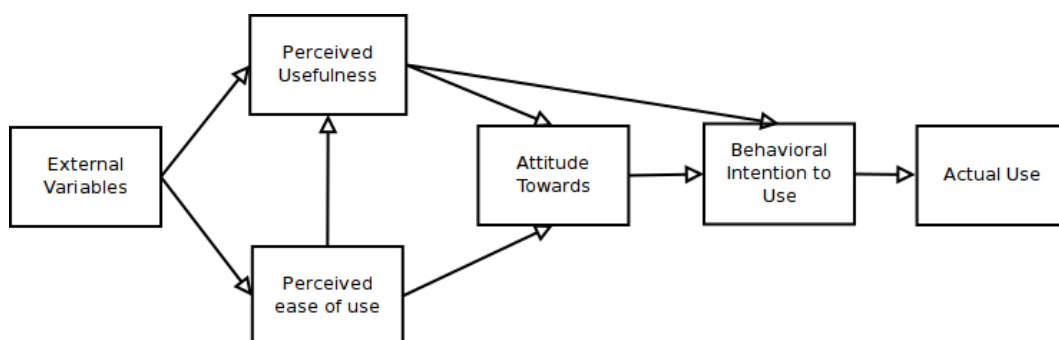 Perceived
Usefulness
External
Variables
Perceived
ease of use
Attitude
Towards
Behavioral
Intention to
Use
Actual Use